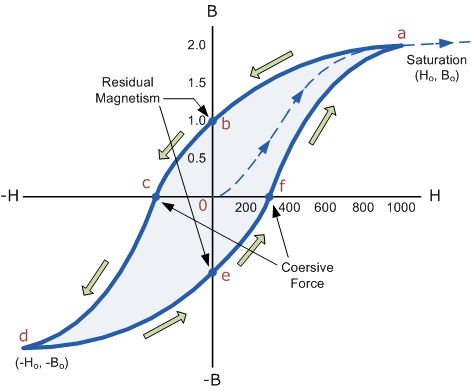 B
2.0
a
Saturation
(Ho, Bo)
1.5
Residual
Magnetism
1.0
b
0.5
c
f
-H
0
200 400 600 800 1000
H
e
Coersive
Force
d
(-Ho, -Bo)
-B